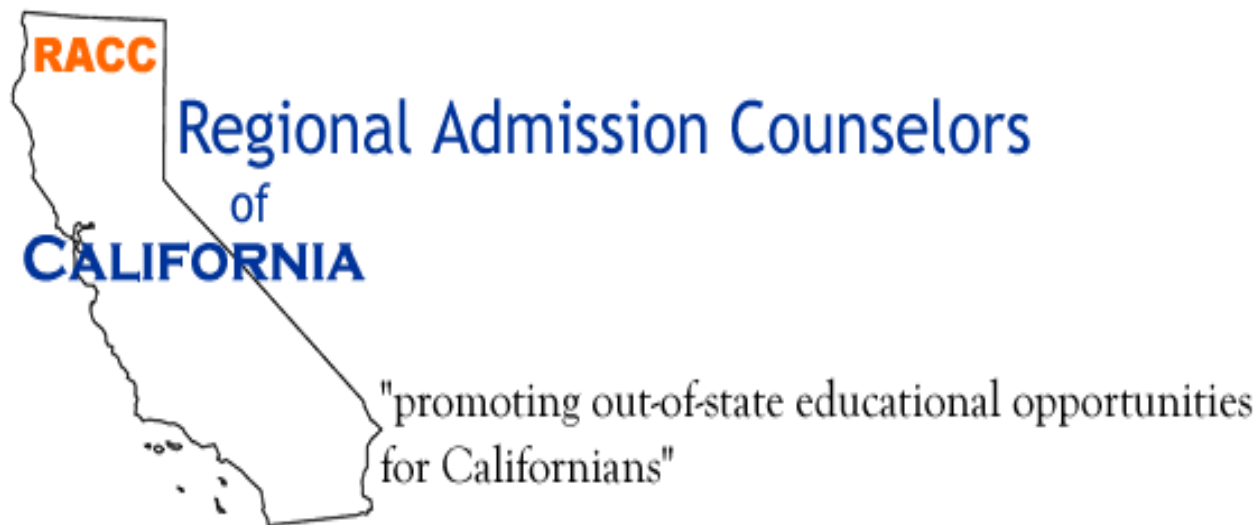 RACC
Regional Admission Counselors
of
CALIFORNIA
"promoting out-of-state educational opportunities
for Californians"